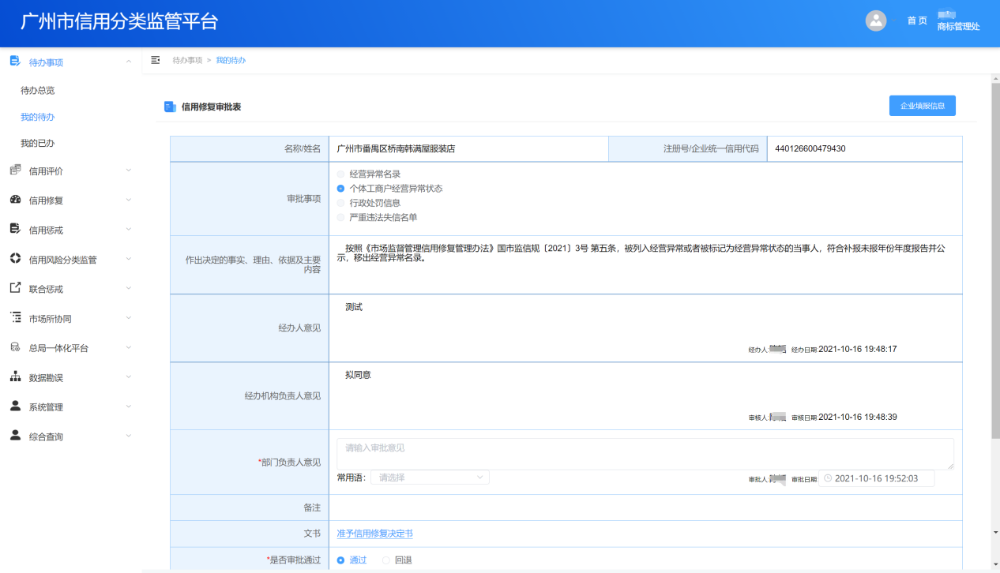 广州市信用分类监管平台
首页
商标管理处
待办事项
待办总览
我的待办
我的已办
信用评价
信用修复
信用惩戒
信用风险分类监管
联合惩戒
市场所协同
总局一体化平台
数据勘误
系统管理
综合查询
待办事项 > 我的待办
信用修复审批表
企业填报信息
名称/姓名 广州市番禺区桥南韩满屋服装店 注册号/企业统一信用代码 440126600479430
审批事项
经营异常名录
个体工商户经营异常状态
行政处罚信息
严重违法失信名单
作出决定的事实、理由、依据及主要
内容
按照《市场监督管理信用修复管理办法》国市监信规〔2021〕3号 第五条，被列入经营异常或者被标记为经营异常状态的当事人，符合补报未报年份年度报告并公
示，移出经营异常名录。
经办人意见
测试
经办人: 经办日期:2021-10-16 19:48:17
经办机构负责人意见
拟同意
审核人: 审核日期:2021-10-16 19:48:39
*部门负责人意见
请输入审批意见
常用语： 请选择
审批人: 审批日期: 2021-10-16 19:52:03
备注
文书 准予信用修复决定书
*是否审批通过 通过 回退